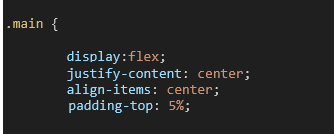 .main {
display:flex;
justify-content: center;
align-items: center;
padding-top: 5%;